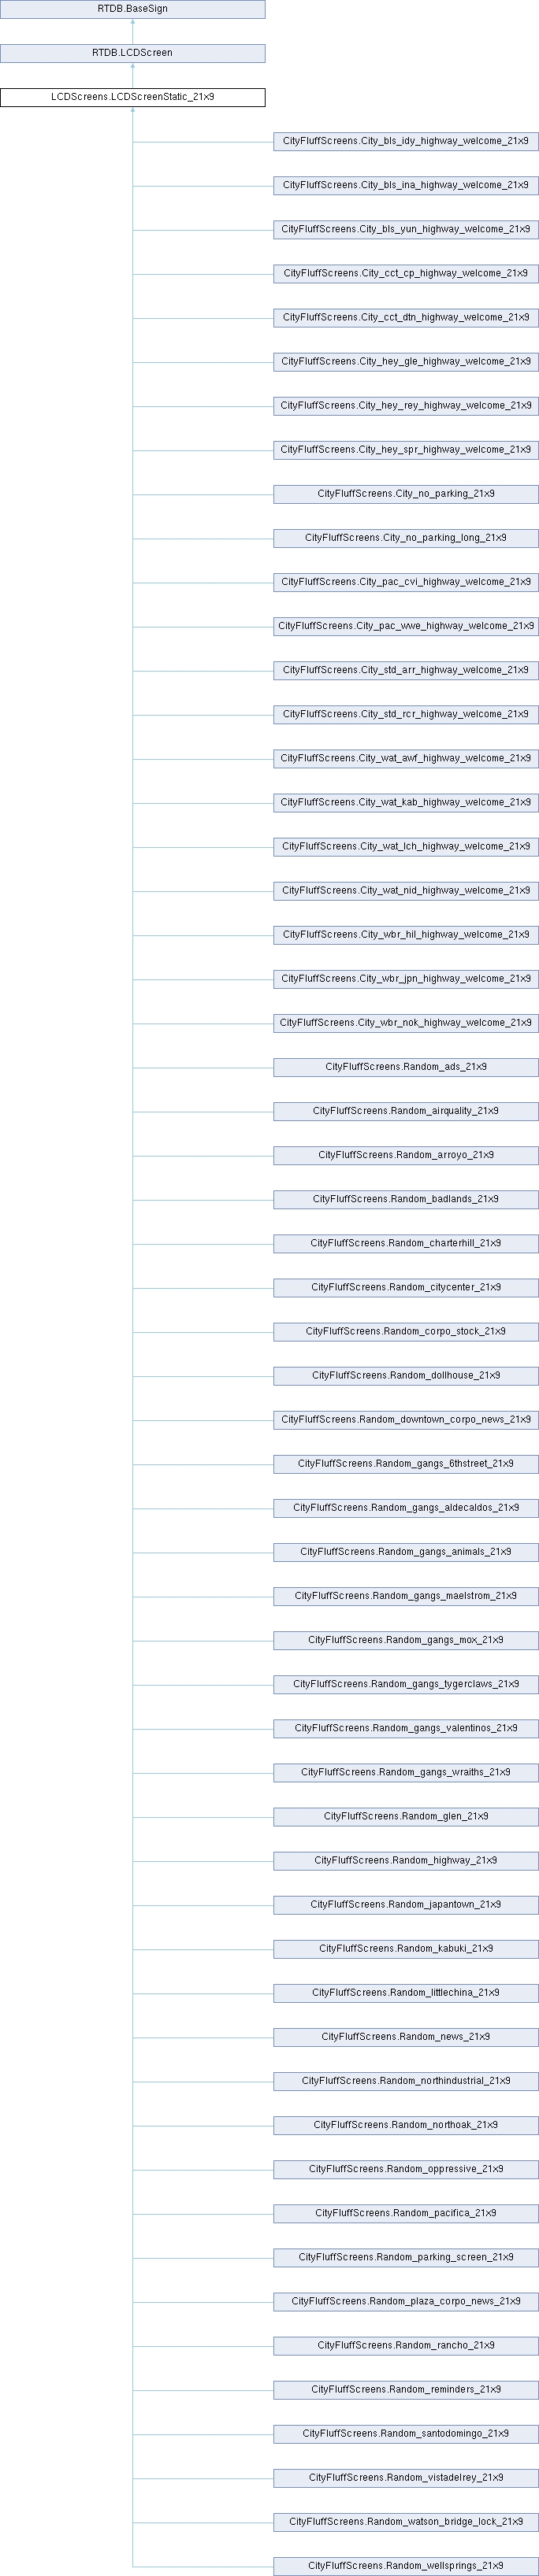 RTDB.BaseSign
RTDB.LCDScreen
LCDScreens.LCDScreenStatic_21x9
CityFluffScreens.City_bls_idy_highway_welcome_21x9
CityFluffScreens.City_bls_ina_highway_welcome_21x9
CityFluffScreens.City_bls_yun_highway_welcome_21x9
CityFluffScreens.City_cct_cp_highway_welcome_21x9
CityFluffScreens.City_cct_dtn_highway_welcome_21x9
CityFluffScreens.City_hey_gle_highway_welcome_21x9
CityFluffScreens.City_hey_rey_highway_welcome_21x9
CityFluffScreens.City_hey_spr_highway_welcome_21x9
CityFluffScreens.City_no_parking_21x9
CityFluffScreens.City_no_parking_long_21x9
CityFluffScreens.City_pac_cvi_highway_welcome_21x9
CityFluffScreens.City_pac_wwe_highway_welcome_21x9
CityFluffScreens.City_std_arr_highway_welcome_21x9
CityFluffScreens.City_std_rcr_highway_welcome_21x9
CityFluffScreens.City_wat_awf_highway_welcome_21x9
CityFluffScreens.City_wat_kab_highway_welcome_21x9
CityFluffScreens.City_wat_lch_highway_welcome_21x9
CityFluffScreens.City_wat_nid_highway_welcome_21x9
CityFluffScreens.City_wbr_hil_highway_welcome_21x9
CityFluffScreens.City_wbr_jpn_highway_welcome_21x9
CityFluffScreens.City_wbr_nok_highway_welcome_21x9
CityFluffScreens.Random_ads_21x9
CityFluffScreens.Random_airquality_21x9
CityFluffScreens.Random_arroyo_21x9
CityFluffScreens.Random_badlands_21x9
CityFluffScreens.Random_charterhill_21x9
CityFluffScreens.Random_citycenter_21x9
CityFluffScreens.Random_corpo_stock_21x9
CityFluffScreens.Random_dollhouse_21x9
CityFluffScreens.Random_downtown_corpo_news_21x9
CityFluffScreens.Random_gangs_6thstreet_21x9
CityFluffScreens.Random_gangs_aldecaldos_21x9
CityFluffScreens.Random_gangs_animals_21x9
CityFluffScreens.Random_gangs_maelstrom_21x9
CityFluffScreens.Random_gangs_mox_21x9
CityFluffScreens.Random_gangs_tygerclaws_21x9
CityFluffScreens.Random_gangs_valentinos_21x9
CityFluffScreens.Random_gangs_wraiths_21x9
CityFluffScreens.Random_glen_21x9
CityFluffScreens.Random_highway_21x9
CityFluffScreens.Random_japantown_21x9
CityFluffScreens.Random_kabuki_21x9
CityFluffScreens.Random_littlechina_21x9
CityFluffScreens.Random_news_21x9
CityFluffScreens.Random_northindustrial_21x9
CityFluffScreens.Random_northoak_21x9
CityFluffScreens.Random_oppressive_21x9
CityFluffScreens.Random_pacifica_21x9
CityFluffScreens.Random_parking_screen_21x9
CityFluffScreens.Random_plaza_corpo_news_21x9
CityFluffScreens.Random_rancho_21x9
CityFluffScreens.Random_reminders_21x9
CityFluffScreens.Random_santodomingo_21x9
CityFluffScreens.Random_vistadelrey_21x9
CityFluffScreens.Random_watson_bridge_lock_21x9
CityFluffScreens.Random_wellsprings_21x9